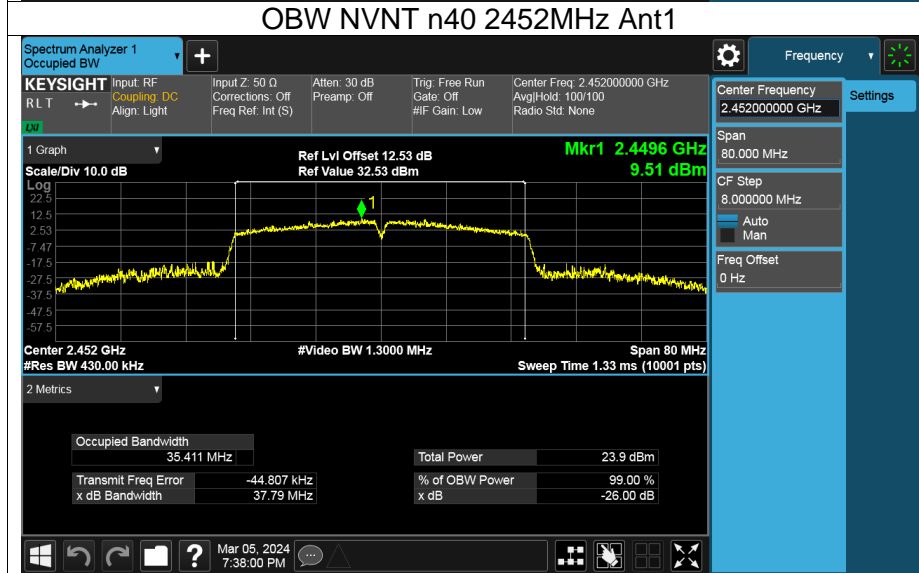 OBW NVNT n40 2452MHz Ant1
Spectrum Analyzer 1
Occupied BW
Frequency
KEYSIGHT
RLT
LXI
Input: RF
Coupling: DC
Align: Light
Input Z: 50 Ω
Corrections: Off
Freq Ref: Int (S)
Atten: 30 dB
Preamp: Off
Trig: Free Run
Gate: Off
#IF Gain: Low
Center Freq: 2.452000000 GHz
Avg|Hold: 100/100
Radio Std: None
Center Frequency
2.452000000 GHz
Settings
Span
80.000 MHz
CF Step
8.000000 MHz
Auto
Man
Freq Offset
0 Hz
1 Graph
Scale/Div 10.0 dB
Ref Lvl Offset 12.53 dB
Ref Value 32.53 dBm
Mkr1 2.4496 GHz
9.51 dBm
Log
22.5
12.5
2.53
-7.47
-17.5
-27.5
-37.5
-47.5
-57.5
1
Center 2.452 GHz
#Res BW 430.00 kHz
#Video BW 1.3000 MHz
Span 80 MHz
Sweep Time 1.33 ms (10001 pts)
2 Metrics
Occupied Bandwidth
35.411 MHz
Transmit Freq Error -44.807 kHz
x dB Bandwidth 37.79 MHz
Total Power 23.9 dBm
% of OBW Power 99.00 %
x dB -26.00 dB
Mar 05, 2024
7:38:00 PM